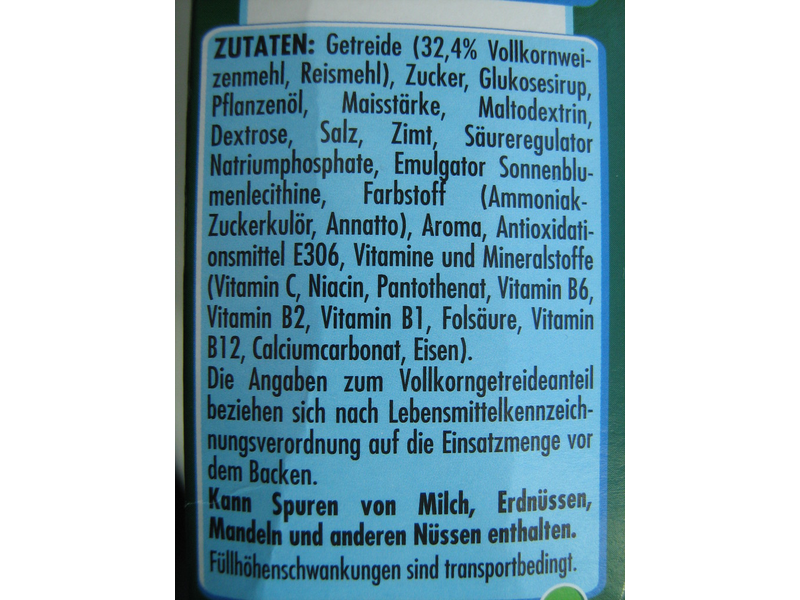 ZUTATEN: Getreide (32,4% Vollkornwei-
zenmehl, Reismehl), Zucker, Glukosesirup,
Pflanzenöl, Maisstärke, Maltodextrin,
Dextrose, Salz, Zimt, Säureregulator
Natriumphosphate, Emulgator Sonnenblu-
menlecithine, Farbstoff (Ammoniak-
Zuckerkulör, Annatto), Aroma, Antioxidati-
onsmittel E306, Vitamine und Mineralstoffe
(Vitamin C, Niacin, Pantothenat, Vitamin B6,
Vitamin B2, Vitamin B1, Folsäure, Vitamin
B12, Calciumcarbonat, Eisen).
Die Angaben zum Vollkorngetreideanteil
beziehen sich nach Lebensmittelkennzeich-
nungsverordnung auf die Einsatzmenge vor
dem Backen.
Kann Spuren von Milch, Erdnüssen,
Mandeln und anderen Nüssen enthalten.
Füllhöhenschwankungen sind transportbedingt.